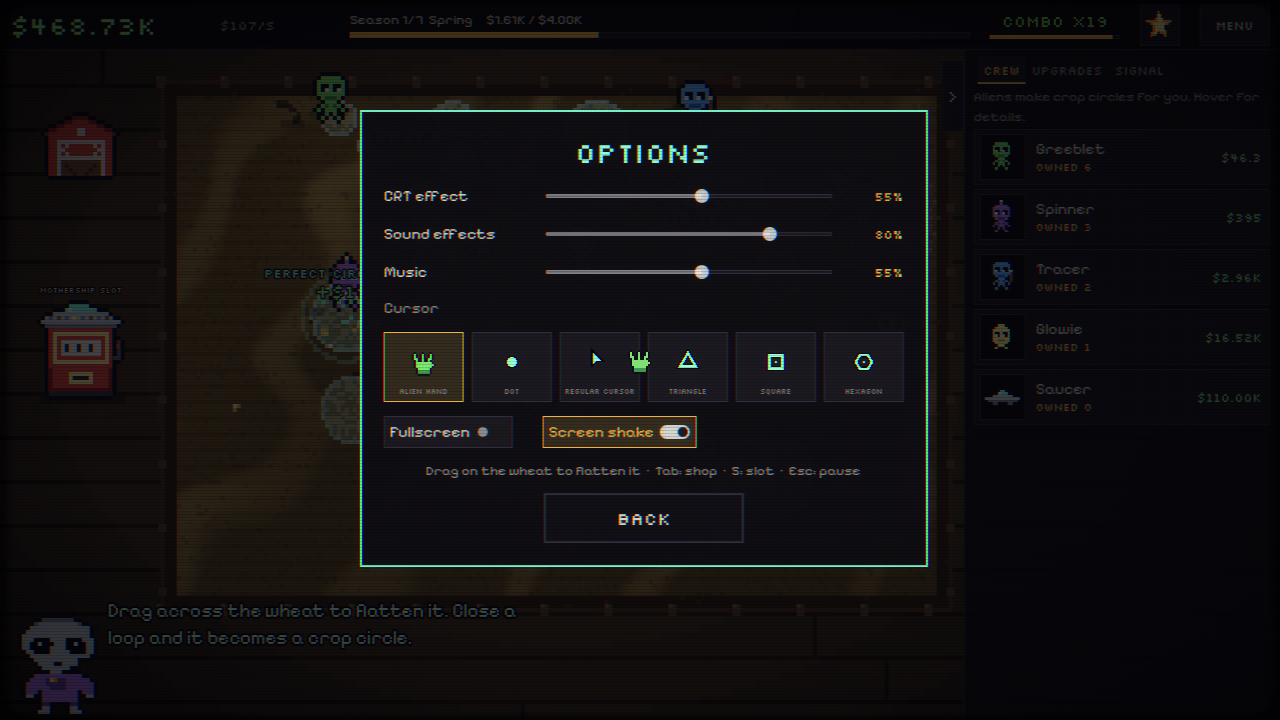 $468.73K
$107/S
Season 1/7 Spring $1.61K / $4.00K
COMBO X19
MENU
CREW UPGRADES SIGNAL
Aliens make crop circles for you. Hover for
details.
Greeblet
OWNED 6
$46.3
Spinner
OWNED 3
$395
Tracer
OWNED 2
$2.96K
Glowie
OWNED 1
$16.52K
Saucer
OWNED 0
$110.00K
MOTHERSHIP SLOT
PERFECT CIR
OPTIONS
CRT effect 55%
Sound effects 80%
Music 55%
Cursor
ALIEN HAND DOT REGULAR CURSOR TRIANGLE SQUARE HEXAGON
Fullscreen Screen shake
Drag on the wheat to flatten it · Tab: shop · S: slot · Esc: pause
BACK
Drag across the wheat to flatten it. Close a
loop and it becomes a crop circle.